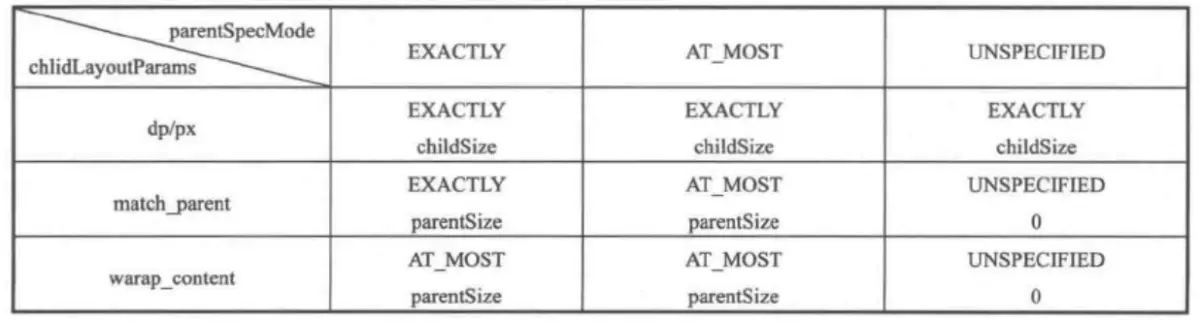 parentSpecMode
chlidLayoutParams
EXACTLY
AT_MOST
UNSPECIFIED
dp/px
EXACTLY
childSize
EXACTLY
childSize
EXACTLY
childSize
match_parent
EXACTLY
parentSize
AT_MOST
parentSize
UNSPECIFIED
0
warap_content
AT_MOST
parentSize
AT_MOST
parentSize
UNSPECIFIED
0